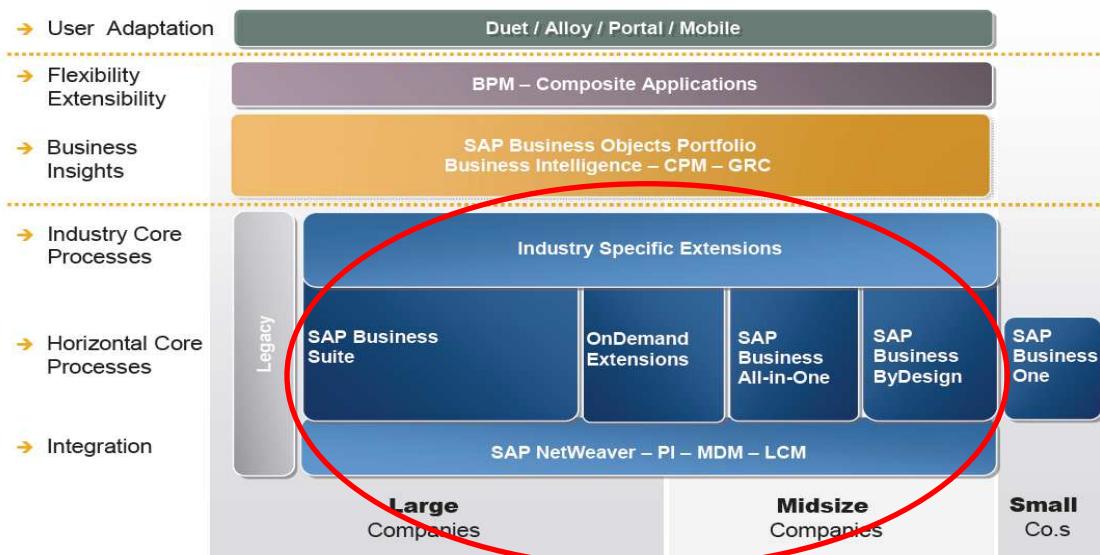 User Adaptation
Duet / Alloy / Portal / Mobile
Flexibility
Extensibility
BPM – Composite Applications
Business
Insights
SAP Business Objects Portfolio
Business Intelligence – CPM – GRC
Industry Core
Processes
Industry Specific Extensions
Legacy
Horizontal Core
Processes
SAP Business
Suite
OnDemand
Extensions
SAP
Business
All-in-One
SAP
Business
ByDesign
SAP
Business
One
Integration
SAP NetWeaver – PI – MDM – LCM
Large
Companies
Midsize
Companies
Small
Co.s